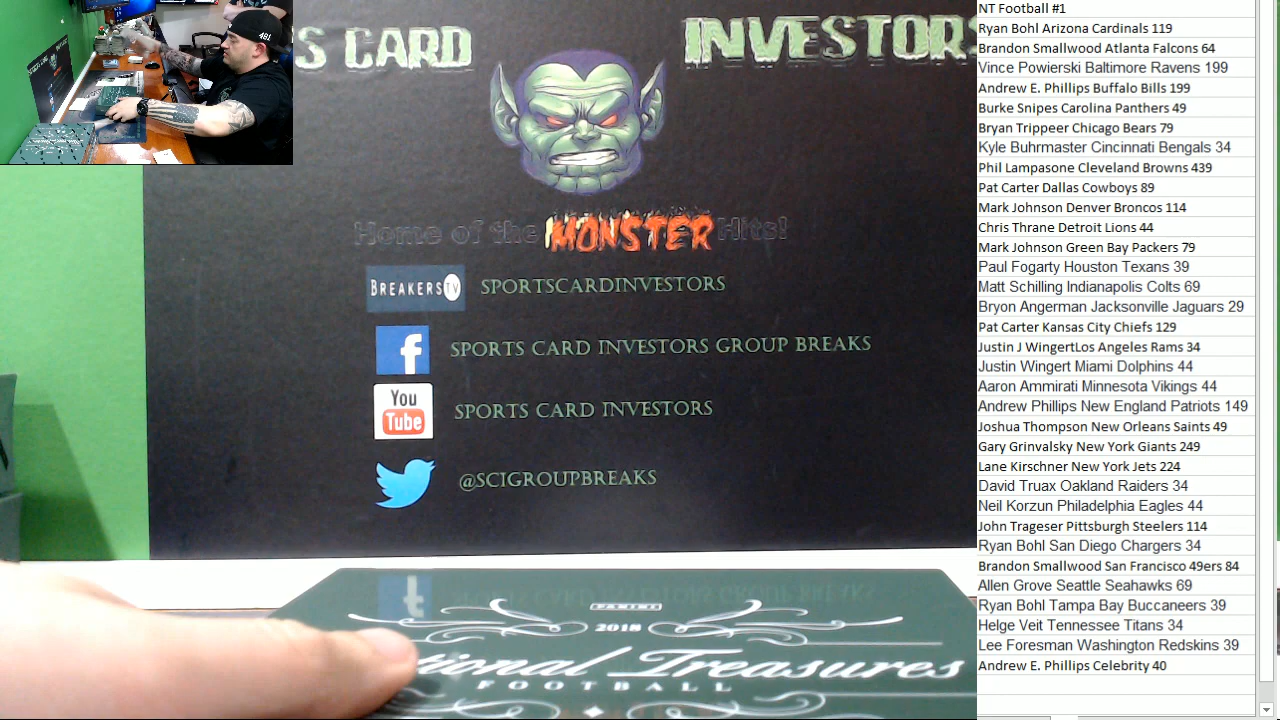 S CARD INVESTORS
Home of the MONSTER Hits!
BREAKERS TV SPORTSCARDINVESTORS
f SPORTS CARD INVESTORS GROUP BREAKS
You Tube SPORTS CARD INVESTORS
@SCIGROUPBREAKS
PANINI
2018
tional Treasures
FOOTBALL
491
NT Football #1
Ryan Bohl Arizona Cardinals 119
Brandon Smallwood Atlanta Falcons 64
Vince Powierski Baltimore Ravens 199
Andrew E. Phillips Buffalo Bills 199
Burke Snipes Carolina Panthers 49
Bryan Trippeer Chicago Bears 79
Kyle Buhrmaster Cincinnati Bengals 34
Phil Lampasone Cleveland Browns 439
Pat Carter Dallas Cowboys 89
Mark Johnson Denver Broncos 114
Chris Thrane Detroit Lions 44
Mark Johnson Green Bay Packers 79
Paul Fogarty Houston Texans 39
Matt Schilling Indianapolis Colts 69
Bryon Angerman Jacksonville Jaguars 29
Pat Carter Kansas City Chiefs 129
Justin J WingertLos Angeles Rams 34
Justin Wingert Miami Dolphins 44
Aaron Ammirati Minnesota Vikings 44
Andrew Phillips New England Patriots 149
Joshua Thompson New Orleans Saints 49
Gary Grinvalsky New York Giants 249
Lane Kirschner New York Jets 224
David Truax Oakland Raiders 34
Neil Korzun Philadelphia Eagles 44
John Trageser Pittsburgh Steelers 114
Ryan Bohl San Diego Chargers 34
Brandon Smallwood San Francisco 49ers 84
Allen Grove Seattle Seahawks 69
Ryan Bohl Tampa Bay Buccaneers 39
Helge Veit Tennessee Titans 34
Lee Foresman Washington Redskins 39
Andrew E. Phillips Celebrity 40